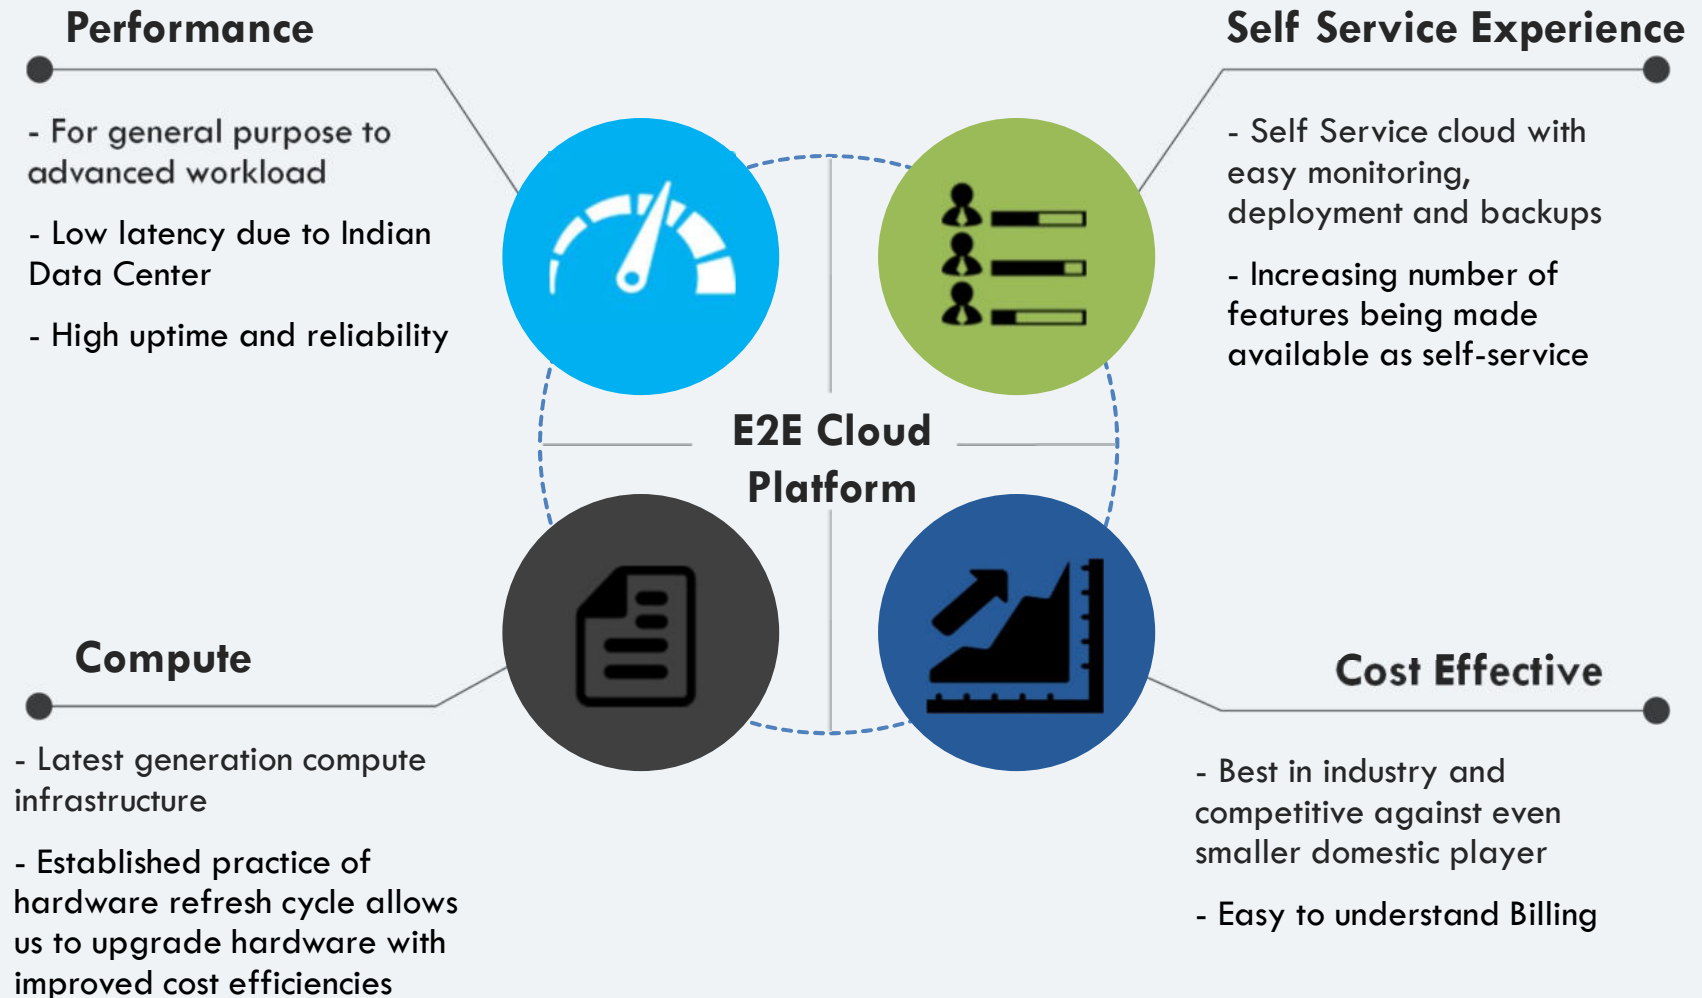 Performance
- For general purpose to
advanced workload
- Low latency due to Indian
Data Center
- High uptime and reliability
Self Service Experience
- Self Service cloud with
easy monitoring,
deployment and backups
- Increasing number of
features being made
available as self-service
E2E Cloud
Platform
Compute
- Latest generation compute
infrastructure
- Established practice of
hardware refresh cycle allows
us to upgrade hardware with
improved cost efficiencies
Cost Effective
- Best in industry and
competitive against even
smaller domestic player
- Easy to understand Billing